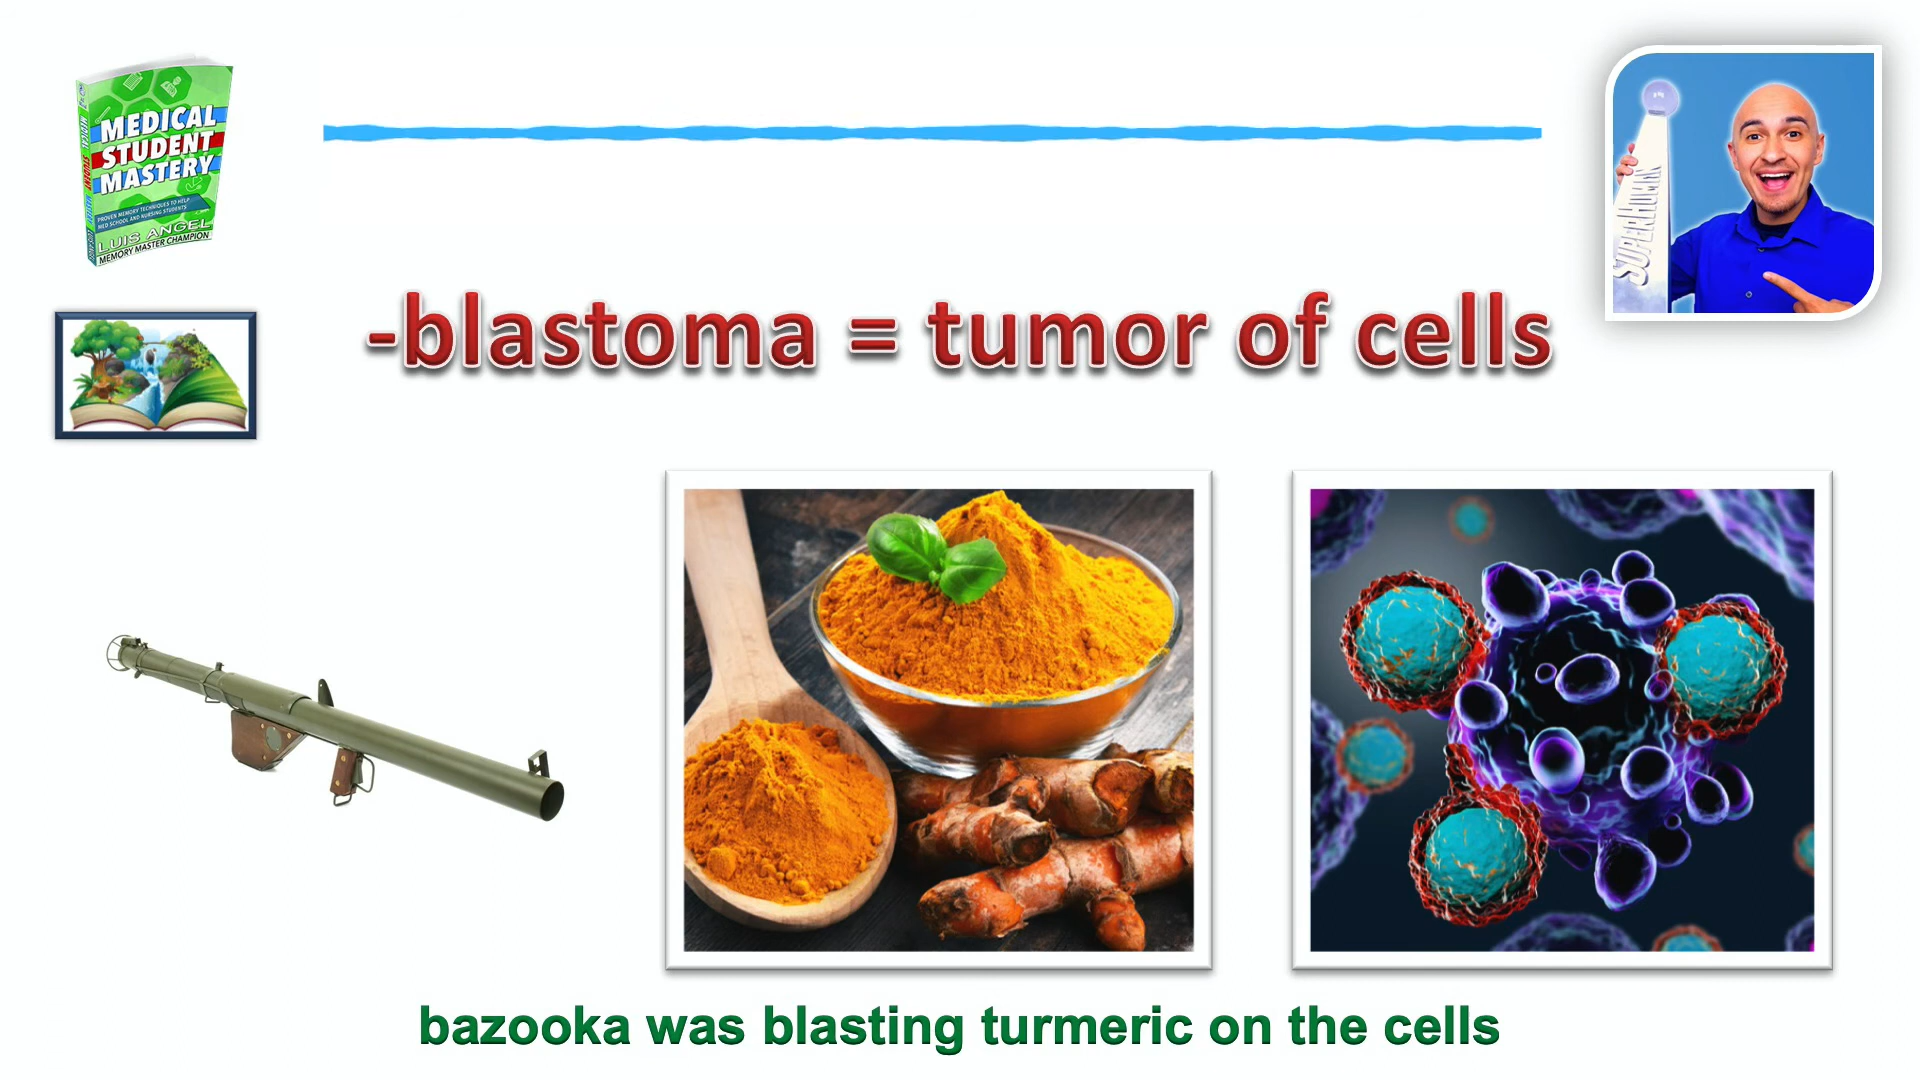 MEDICAL
STUDENT
MASTERY
PROVEN MEMORY TECHNIQUES TO HELP
MED SCHOOL AND NURSING STUDENTS
LUIS ANGEL
MEMORY MASTER CHAMPION
SUPERHUMAN
-blastoma = tumor of cells
bazooka was blasting turmeric on the cells